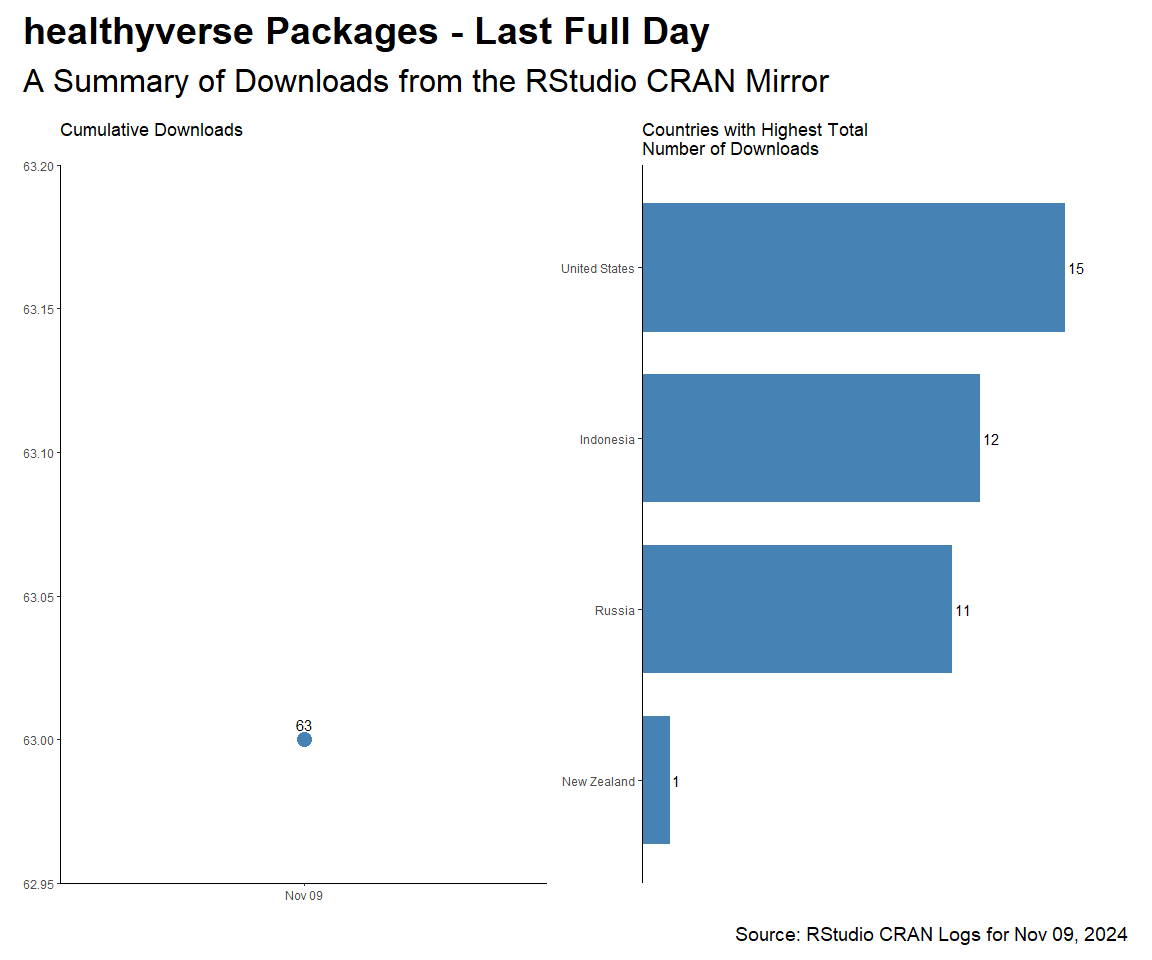 healthyverse Packages - Last Full Day
A Summary of Downloads from the RStudio CRAN Mirror
Cumulative Downloads
63.20
63.15
63.10
63.05
63.00
62.95
63
Nov 09
Countries with Highest Total
Number of Downloads
United States
15
Indonesia
12
Russia
11
New Zealand
1
Source: RStudio CRAN Logs for Nov 09, 2024